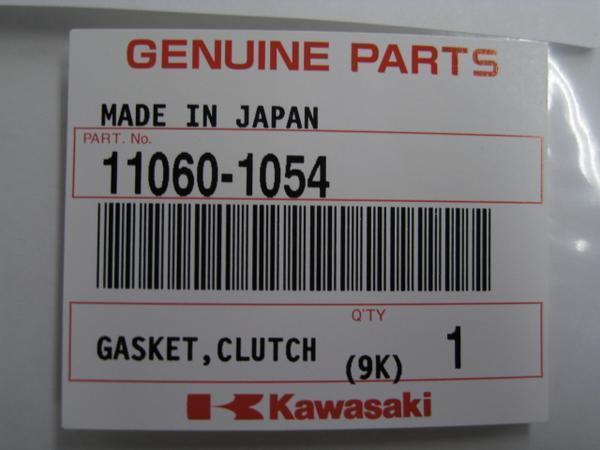 GENUINE PARTS
MADE IN JAPAN
PART. No.
11060-1054
Q'TY
GASKET,CLUTCH (9K) 1
Kawasaki